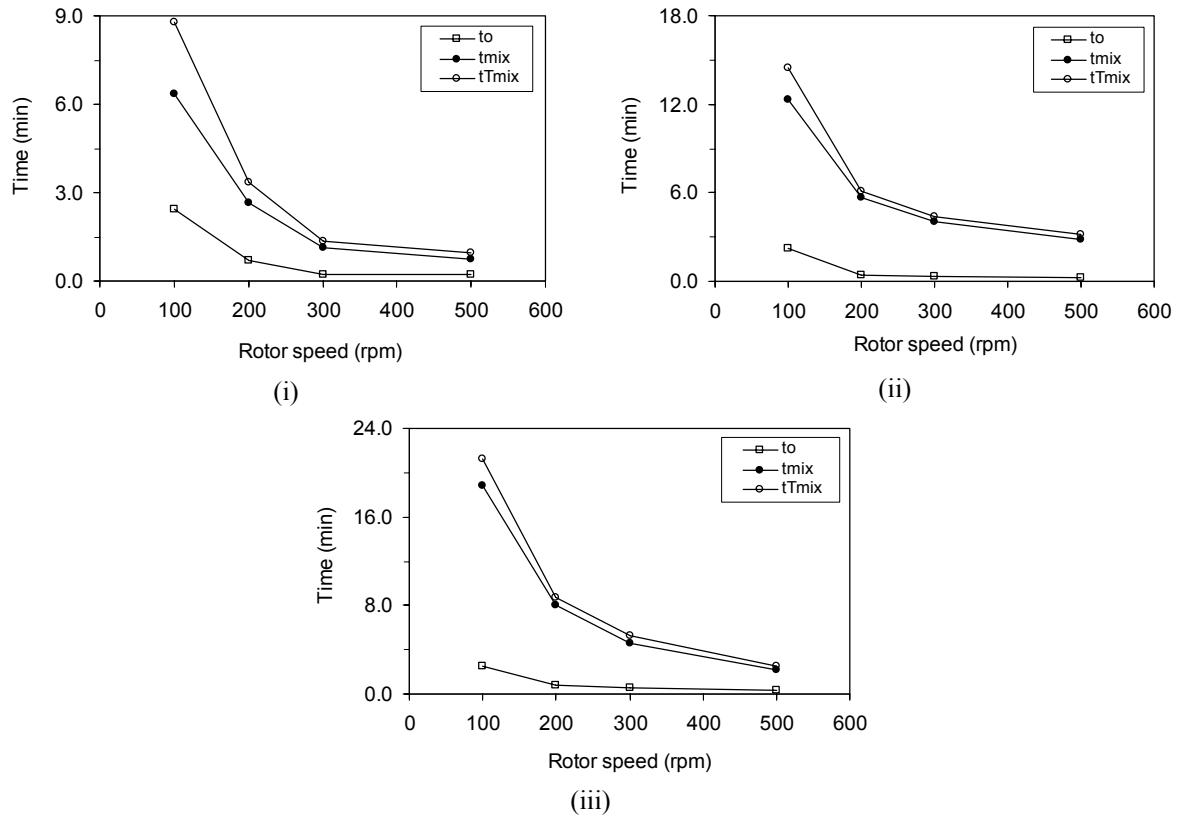 9.0
6.0
3.0
0.0
Time (min)
to
tmix
tTmix
0 100 200 300 400 500 600
Rotor speed (rpm)
(i)
18.0
12.0
6.0
0.0
Time (min)
to
tmix
tTmix
0 100 200 300 400 500 600
Rotor speed (rpm)
(ii)
24.0
16.0
8.0
0.0
Time (min)
to
tmix
tTmix
0 100 200 300 400 500 600
Rotor speed (rpm)
(iii)